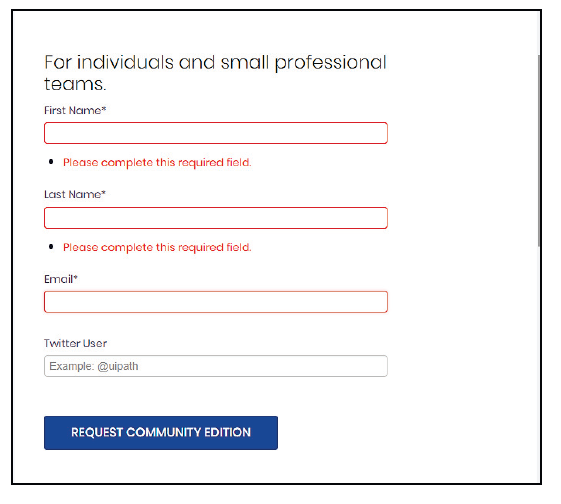 For individuals and small professional
teams.
First Name*
Please complete this required field.
Last Name*
Please complete this required field.
Email*
Twitter User
Example: @uipath
REQUEST COMMUNITY EDITION